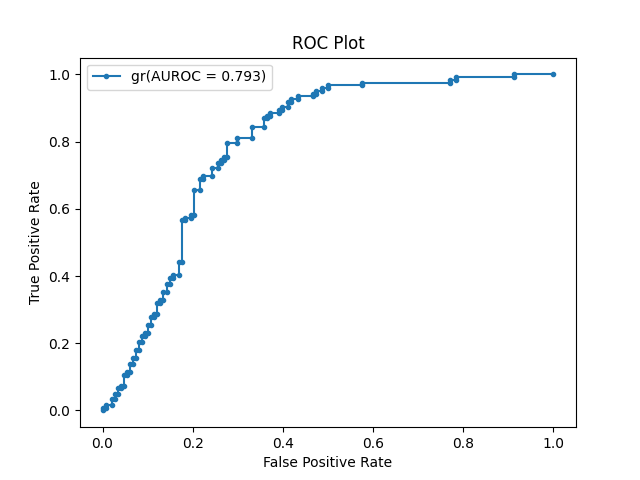 ROC Plot
gr(AUROC = 0.793)
1.0
0.8
0.6
0.4
0.2
0.0
True Positive Rate
0.0 0.2 0.4 0.6 0.8 1.0
False Positive Rate